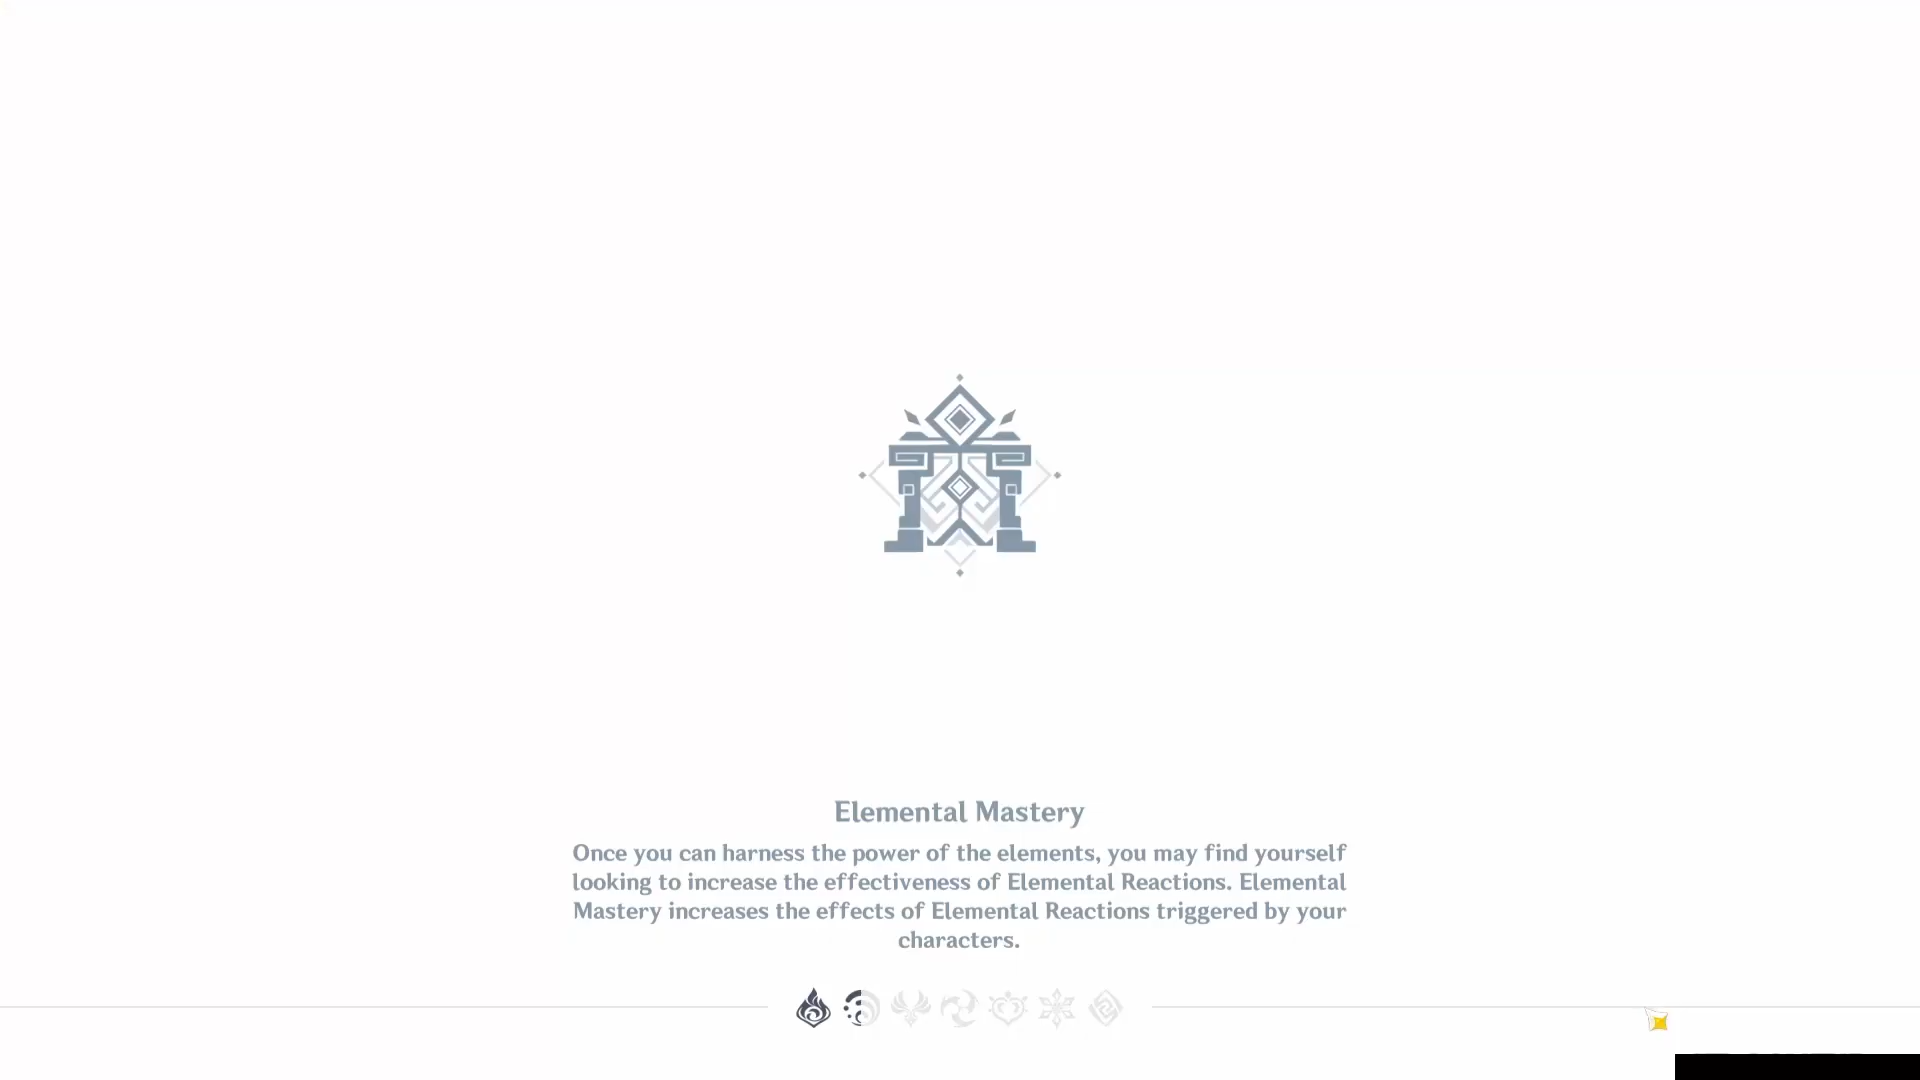 Elemental Mastery
Once you can harness the power of the elements, you may find yourself
looking to increase the effectiveness of Elemental Reactions. Elemental
Mastery increases the effects of Elemental Reactions triggered by your
characters.